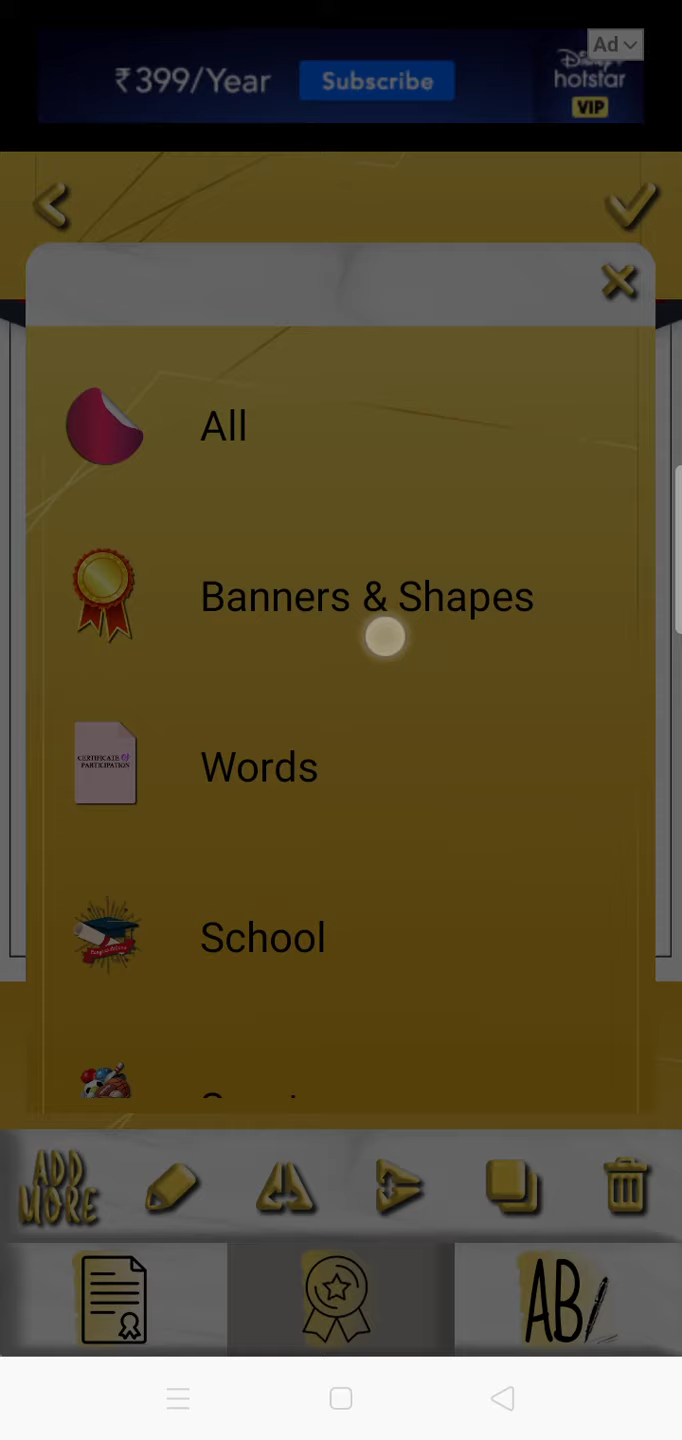 Ad
₹399/Year
Subscribe
Disney+
hotstar
VIP
All
Banners & Shapes
CERTIFICATE OF
PARTICIPATION
Words
School
ADD
MORE
AB